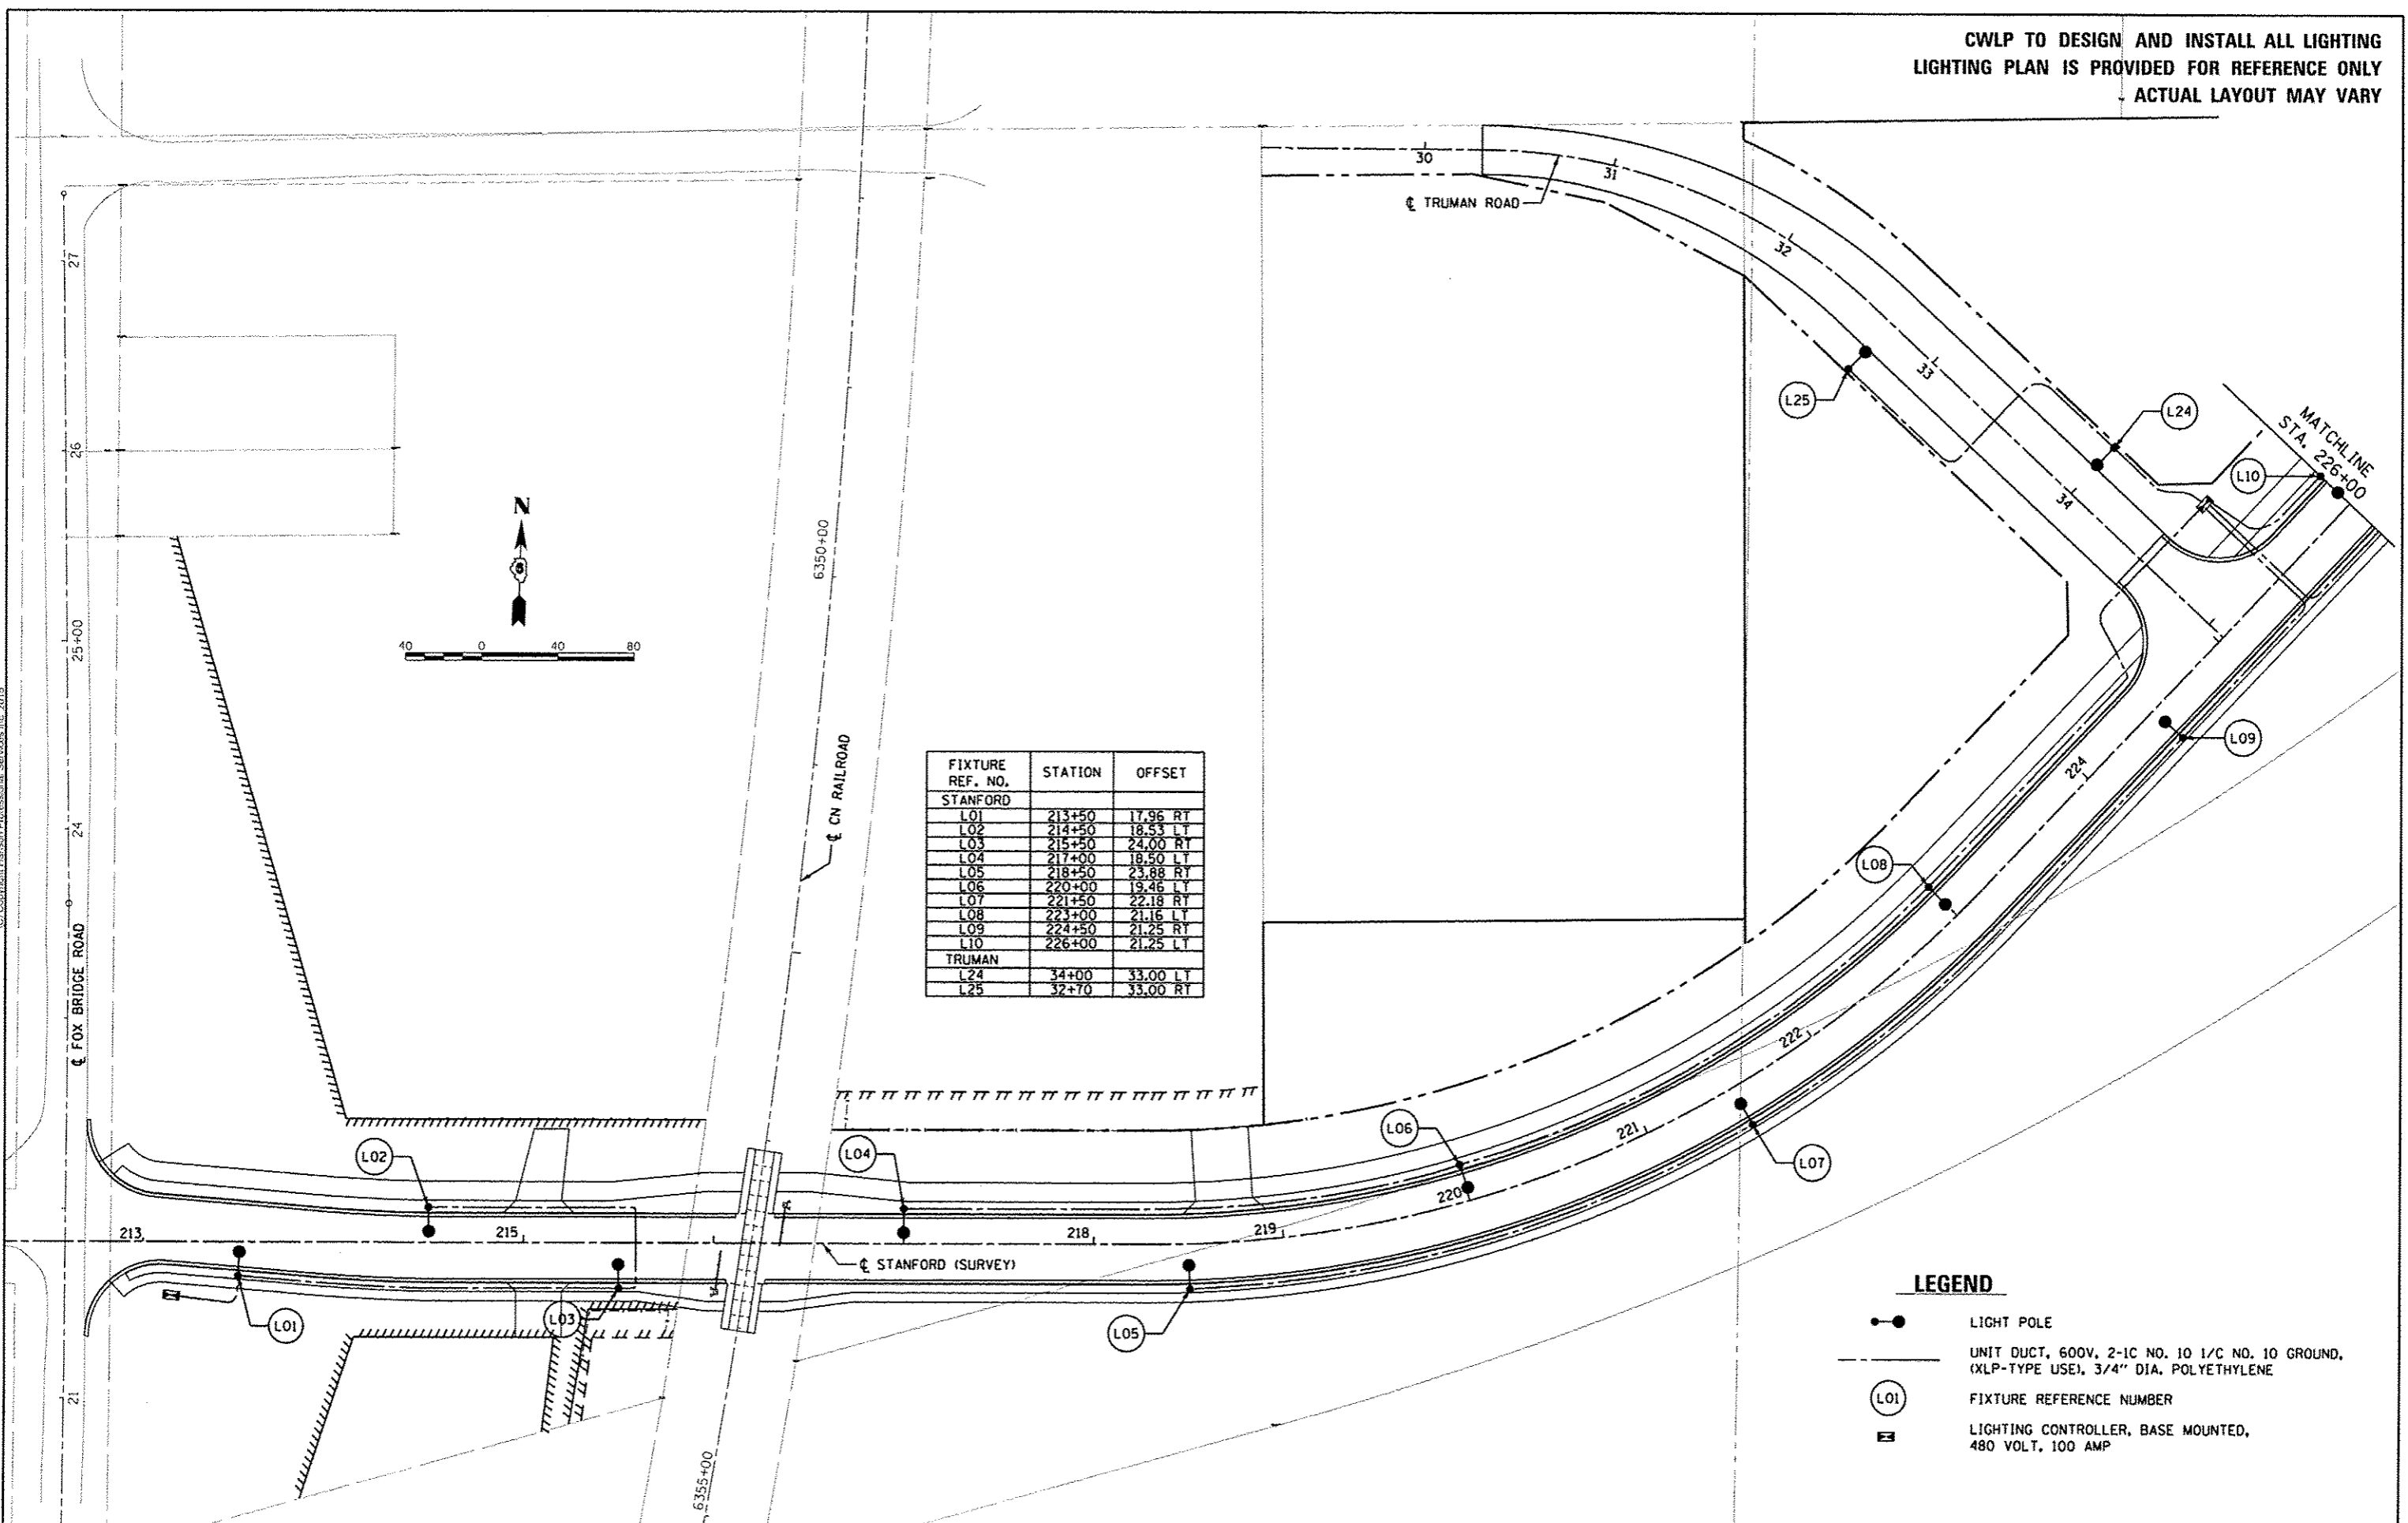 CWLP TO DESIGN AND INSTALL ALL LIGHTING
LIGHTING PLAN IS PROVIDED FOR REFERENCE ONLY
ACTUAL LAYOUT MAY VARY
30
31
32
33
34
℄ TRUMAN ROAD
L25
L24
L10
MATCHLINE
STA. 226+00
27
26
25+00
24
21
℄ FOX BRIDGE ROAD
N
40 0 40 80
6350+00
℄ CN RAILROAD
6355+00
FIXTURE REF. NO. STATION OFFSET
STANFORD
L01 213+50 17.96 RT
L02 214+50 18.53 LT
L03 215+50 24.00 RT
L04 217+00 18.50 LT
L05 218+50 23.88 RT
L06 220+00 19.46 LT
L07 221+50 22.18 RT
L08 223+00 21.16 LT
L09 224+50 21.25 RT
L10 226+00 21.25 LT
TRUMAN
L24 34+00 33.00 LT
L25 32+70 33.00 RT
L09
224
L08
222
L07
221
L06
220
L02
L04
213
215
218
219
℄ STANFORD (SURVEY)
L01
L03
L05
LEGEND
LIGHT POLE
UNIT DUCT, 600V, 2-1C NO. 10 1/C NO. 10 GROUND,
(XLP-TYPE USE), 3/4" DIA. POLYETHYLENE
L01
FIXTURE REFERENCE NUMBER
LIGHTING CONTROLLER, BASE MOUNTED,
480 VOLT, 100 AMP